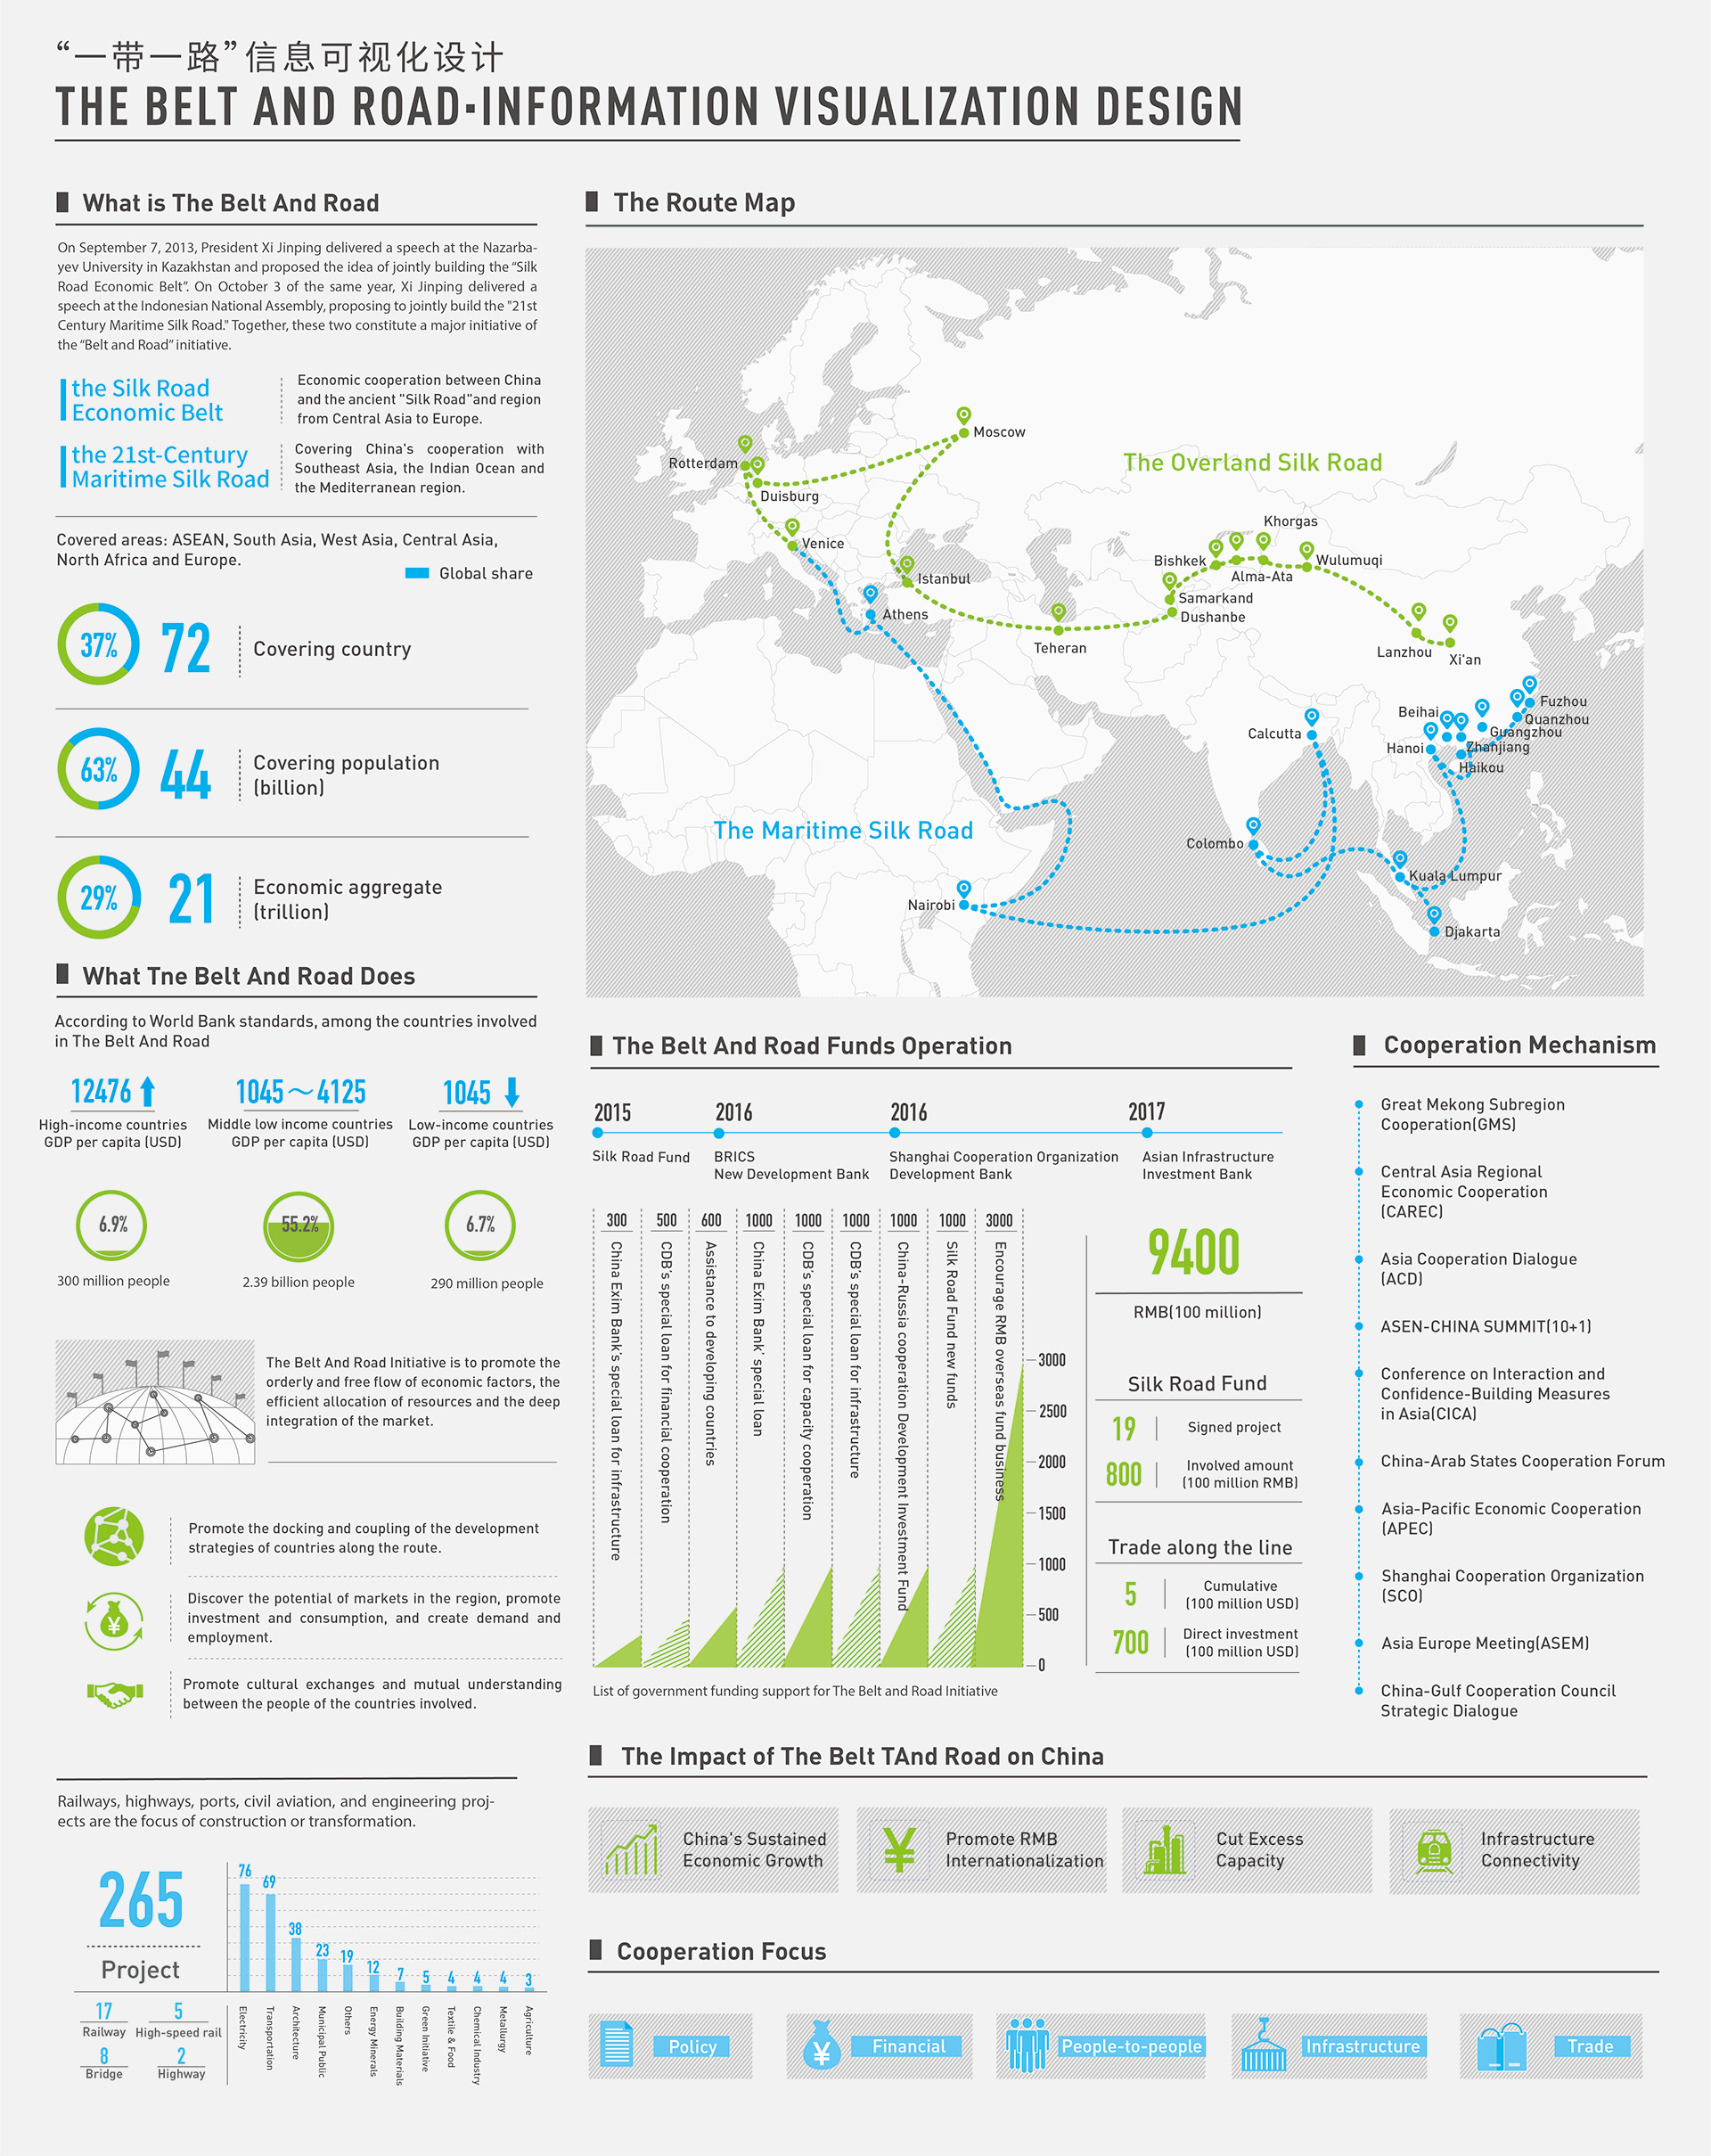 “一带一路”信息可视化设计
THE BELT AND ROAD·INFORMATION VISUALIZATION DESIGN
What is The Belt And Road
On September 7, 2013, President Xi Jinping delivered a speech at the Nazarba-
yev University in Kazakhstan and proposed the idea of jointly building the “Silk
Road Economic Belt”. On October 3 of the same year, Xi Jinping delivered a
speech at the Indonesian National Assembly, proposing to jointly build the "21st
Century Maritime Silk Road." Together, these two constitute a major initiative of
the “Belt and Road” initiative.
the Silk Road
Economic Belt
Economic cooperation between China
and the ancient "Silk Road"and region
from Central Asia to Europe.
the 21st-Century
Maritime Silk Road
Covering China's cooperation with
Southeast Asia, the Indian Ocean and
the Mediterranean region.
Covered areas: ASEAN, South Asia, West Asia, Central Asia,
North Africa and Europe.
Global share
37%
72
Covering country
63%
44
Covering population
(billion)
29%
21
Economic aggregate
(trillion)
The Route Map
Moscow
Rotterdam
Duisburg
Venice
Istanbul
Athens
Teheran
The Overland Silk Road
Khorgas
Bishkek
Wulumuqi
Alma-Ata
Samarkand
Dushanbe
Lanzhou
Xi'an
Fuzhou
Beihai
Quanzhou
Guangzhou
Calcutta
Hanoi
Zhanjiang
Haikou
The Maritime Silk Road
Colombo
Kuala Lumpur
Nairobi
Djakarta
What Tne Belt And Road Does
According to World Bank standards, among the countries involved
in The Belt And Road
12476
High-income countries
GDP per capita (USD)
1045～4125
Middle low income countries
GDP per capita (USD)
1045
Low-income countries
GDP per capita (USD)
6.9%
300 million people
55.2%
2.39 billion people
6.7%
290 million people
The Belt And Road Initiative is to promote the
orderly and free flow of economic factors, the
efficient allocation of resources and the deep
integration of the market.
Promote the docking and coupling of the development
strategies of countries along the route.
Discover the potential of markets in the region, promote
investment and consumption, and create demand and
employment.
Promote cultural exchanges and mutual understanding
between the people of the countries involved.
Railways, highways, ports, civil aviation, and engineering proj-
ects are the focus of construction or transformation.
265
Project
17
Railway
5
High-speed rail
8
Bridge
2
Highway
76
69
38
23
19
12
7
5
4
4
4
3
Electricity
Transportation
Architecture
Municipal Public
Others
Energy Minerals
Building Materials
Green Initiative
Textile & Food
Chemical Industry
Metallurgy
Agriculture
The Belt And Road Funds Operation
2015
Silk Road Fund
2016
BRICS
New Development Bank
2016
Shanghai Cooperation Organization
Development Bank
2017
Asian Infrastructure
Investment Bank
300
500
600
1000
1000
1000
1000
1000
3000
China Exim Bank's special loan for infrastructure
CDB's special loan for financial cooperation
Assistance to developing countries
China Exim Bank' special loan
CDB's special loan for capacity cooperation
CDB's special loan for infrastructure
China-Russia cooperation Development Investment Fund
Silk Road Fund new funds
Encourage RMB overseas fund business
3000
2500
2000
1500
1000
500
0
List of government funding support for The Belt and Road Initiative
9400
RMB(100 million)
Silk Road Fund
19
Signed project
800
Involved amount
(100 million RMB)
Trade along the line
5
Cumulative
(100 million USD)
700
Direct investment
(100 million USD)
Cooperation Mechanism
Great Mekong Subregion
Cooperation(GMS)
Central Asia Regional
Economic Cooperation
(CAREC)
Asia Cooperation Dialogue
(ACD)
ASEN-CHINA SUMMIT(10+1)
Conference on Interaction and
Confidence-Building Measures
in Asia(CICA)
China-Arab States Cooperation Forum
Asia-Pacific Economic Cooperation
(APEC)
Shanghai Cooperation Organization
(SCO)
Asia Europe Meeting(ASEM)
China-Gulf Cooperation Council
Strategic Dialogue
The Impact of The Belt TAnd Road on China
China's Sustained
Economic Growth
¥
Promote RMB
Internationalization
Cut Excess
Capacity
Infrastructure
Connectivity
Cooperation Focus
Policy
¥
Financial
People-to-people
Infrastructure
Trade